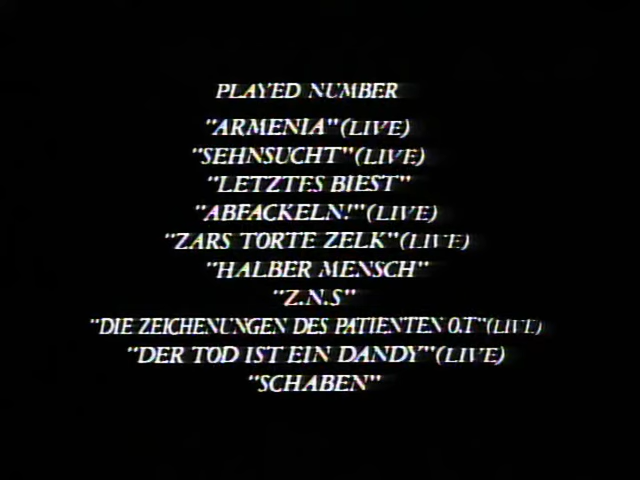 PLAYED NUMBER
"ARMENIA"(LIVE)
"SEHNSUCHT"(LIVE)
"LETZTES BIEST"
"ABFACKELN!"(LIVE)
"ZARS TORTE ZELK"(LIVE)
"HALBER MENSCH"
"Z.N.S"
"DIE ZEICHENUNGEN DES PATIENTEN O.T"(LIVE)
"DER TOD IST EIN DANDY"(LIVE)
"SCHABEN"